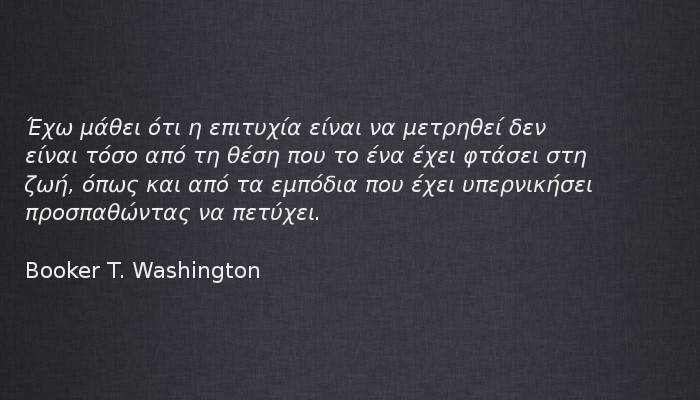 Έχω μάθει ότι η επιτυχία είναι να μετρηθεί δεν
είναι τόσο από τη θέση που το ένα έχει φτάσει στη
ζωή, όπως και από τα εμπόδια που έχει υπερνικήσει
προσπαθώντας να πετύχει.
Booker T. Washington